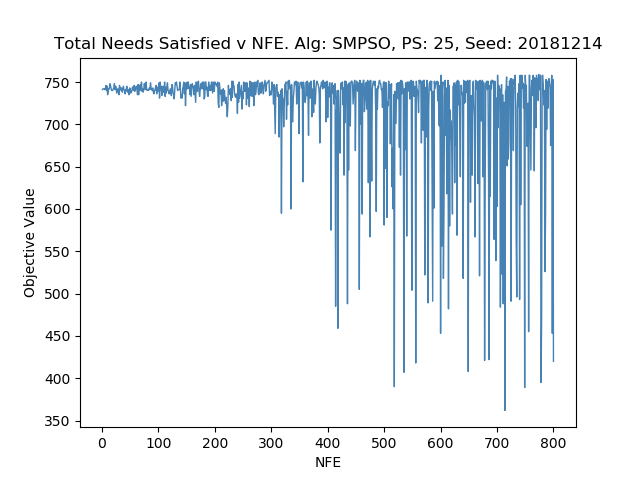 Total Needs Satisfied v NFE. Alg: SMPSO, PS: 25, Seed: 20181214
750
700
650
600
550
500
450
400
350
Objective Value
0 100 200 300 400 500 600 700 800
NFE